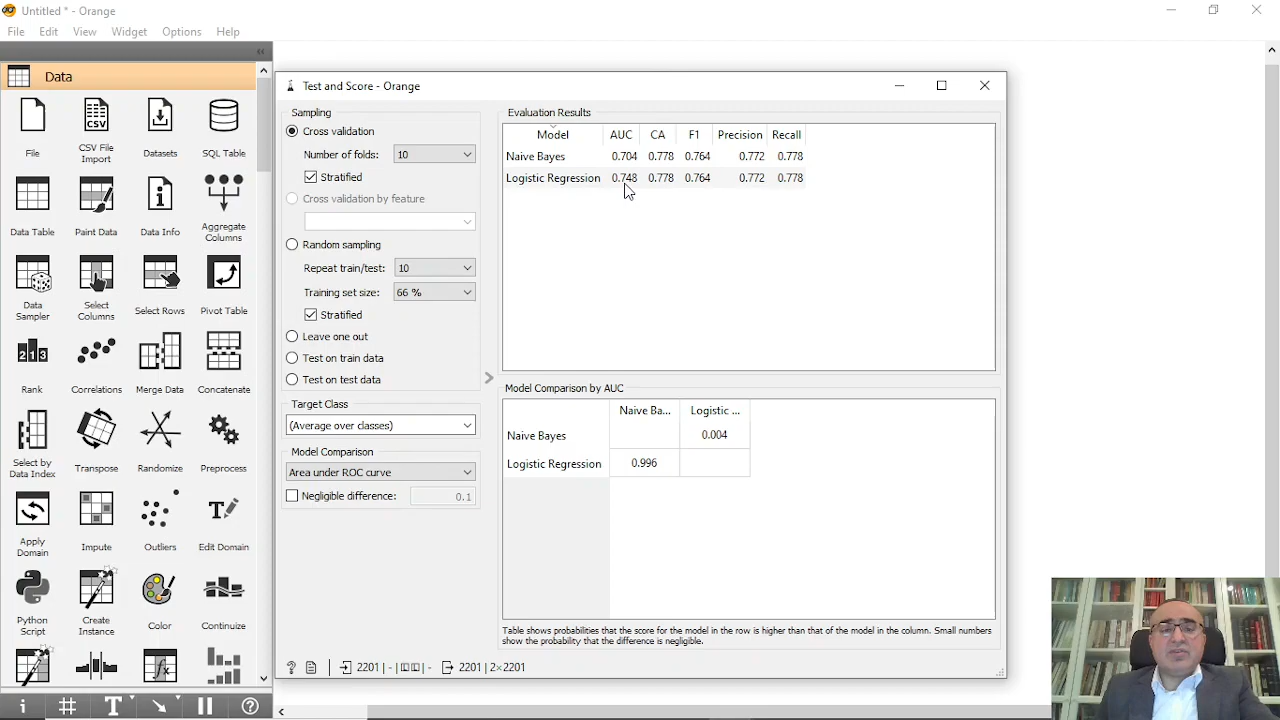 Untitled * - Orange
File Edit View Widget Options Help
Data
File
CSV File Import
Datasets
SQL Table
Data Table
Paint Data
Data Info
Aggregate Columns
Data Sampler
Select Columns
Select Rows
Pivot Table
Rank
Correlations
Merge Data
Concatenate
Select by Data Index
Transpose
Randomize
Preprocess
Apply Domain
Impute
Outliers
Edit Domain
Python Script
Create Instance
Color
Continuize
Test and Score - Orange
Sampling
Cross validation
Number of folds: 10
Stratified
Cross validation by feature
Random sampling
Repeat train/test: 10
Training set size: 66 %
Stratified
Leave one out
Test on train data
Test on test data
Target Class
(Average over classes)
Model Comparison
Area under ROC curve
Negligible difference: 0.1
Evaluation Results
Model AUC CA F1 Precision Recall
Naive Bayes 0.704 0.778 0.764 0.772 0.778
Logistic Regression 0.748 0.778 0.764 0.772 0.778
Model Comparison by AUC
Naive Ba... Logistic ...
Naive Bayes 0.004
Logistic Regression 0.996
Table shows probabilities that the score for the model in the row is higher than that of the model in the column. Small numbers
show the probability that the difference is negligible.
2201 | - | - 2201 | 2×2201